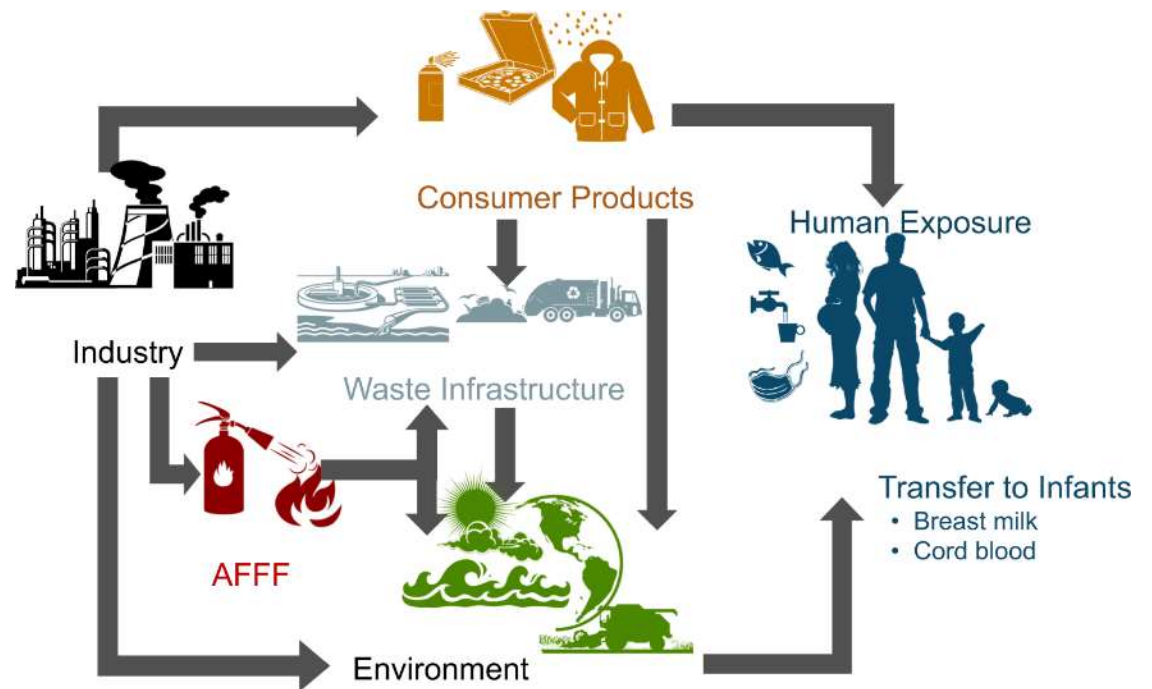 Consumer Products
Human Exposure
Industry
Waste Infrastructure
Transfer to Infants
• Breast milk
• Cord blood
AFFF
Environment